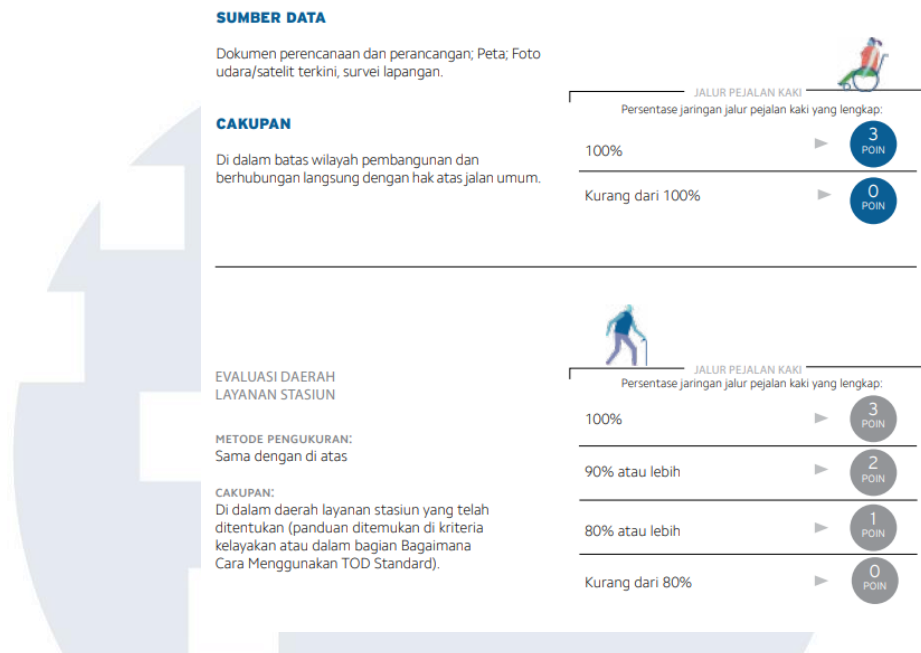 SUMBER DATA
Dokumen perencanaan dan perancangan; Peta; Foto
udara/satelit terkini, survei lapangan.
CAKUPAN
Di dalam batas wilayah pembangunan dan
berhubungan langsung dengan hak atas jalan umum.
JALUR PEJALAN KAKI
Persentase jaringan jalur pejalan kaki yang lengkap:
100%
3
POIN
Kurang dari 100%
0
POIN
EVALUASI DAERAH
LAYANAN STASIUN
METODE PENGUKURAN:
Sama dengan di atas
CAKUPAN:
Di dalam daerah layanan stasiun yang telah
ditentukan (panduan ditemukan di kriteria
kelayakan atau dalam bagian Bagaimana
Cara Menggunakan TOD Standard).
JALUR PEJALAN KAKI
Persentase jaringan jalur pejalan kaki yang lengkap:
100%
3
POIN
90% atau lebih
2
POIN
80% atau lebih
1
POIN
Kurang dari 80%
0
POIN